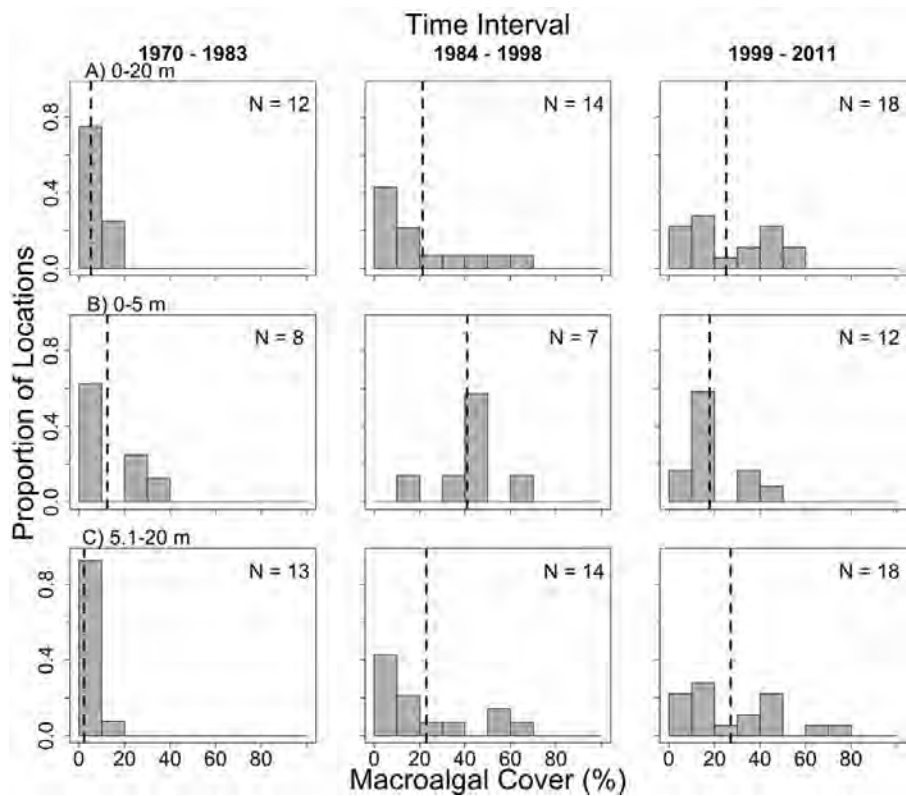 Time Interval
1970 - 1983 1984 - 1998 1999 - 2011
A) 0-20 m
N = 12 N = 14 N = 18
0.8
0.4
0.0
B) 0-5 m
N = 8 N = 7 N = 12
0.8
0.4
0.0
C) 5.1-20 m
N = 13 N = 14 N = 18
0.8
0.4
0.0
Proportion of Locations
0 20 40 60 80 0 20 40 60 80 0 20 40 60 80
Macroalgal Cover (%)